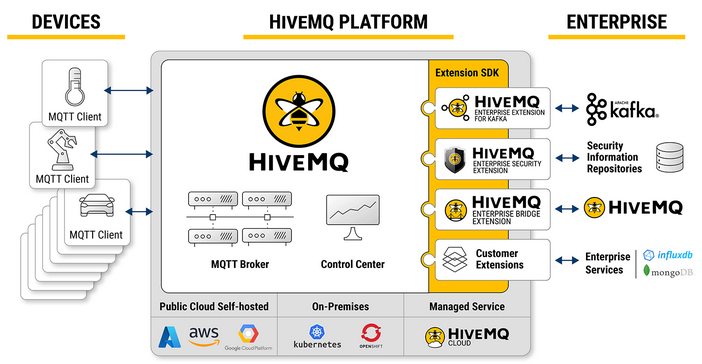 DEVICES
HIVEMQ PLATFORM
ENTERPRISE
MQTT Client
MQTT Client
MQTT Client
HIVEMQ
MQTT Broker
Control Center
Extension SDK
HIVEMQ
ENTERPRISE EXTENSION
FOR KAFKA
HIVEMQ
ENTERPRISE SECURITY
EXTENSION
HIVEMQ
ENTERPRISE BRIDGE
EXTENSION
Customer
Extensions
APACHE
kafka®
Security
Information
Repositories
HIVEMQ
Enterprise
Services
influxdb
mongoDB
Public Cloud Self-hosted
On-Premises
Managed Service
aws
Google Cloud Platform
kubernetes
OPENSHIFT
HIVEMQ
CLOUD